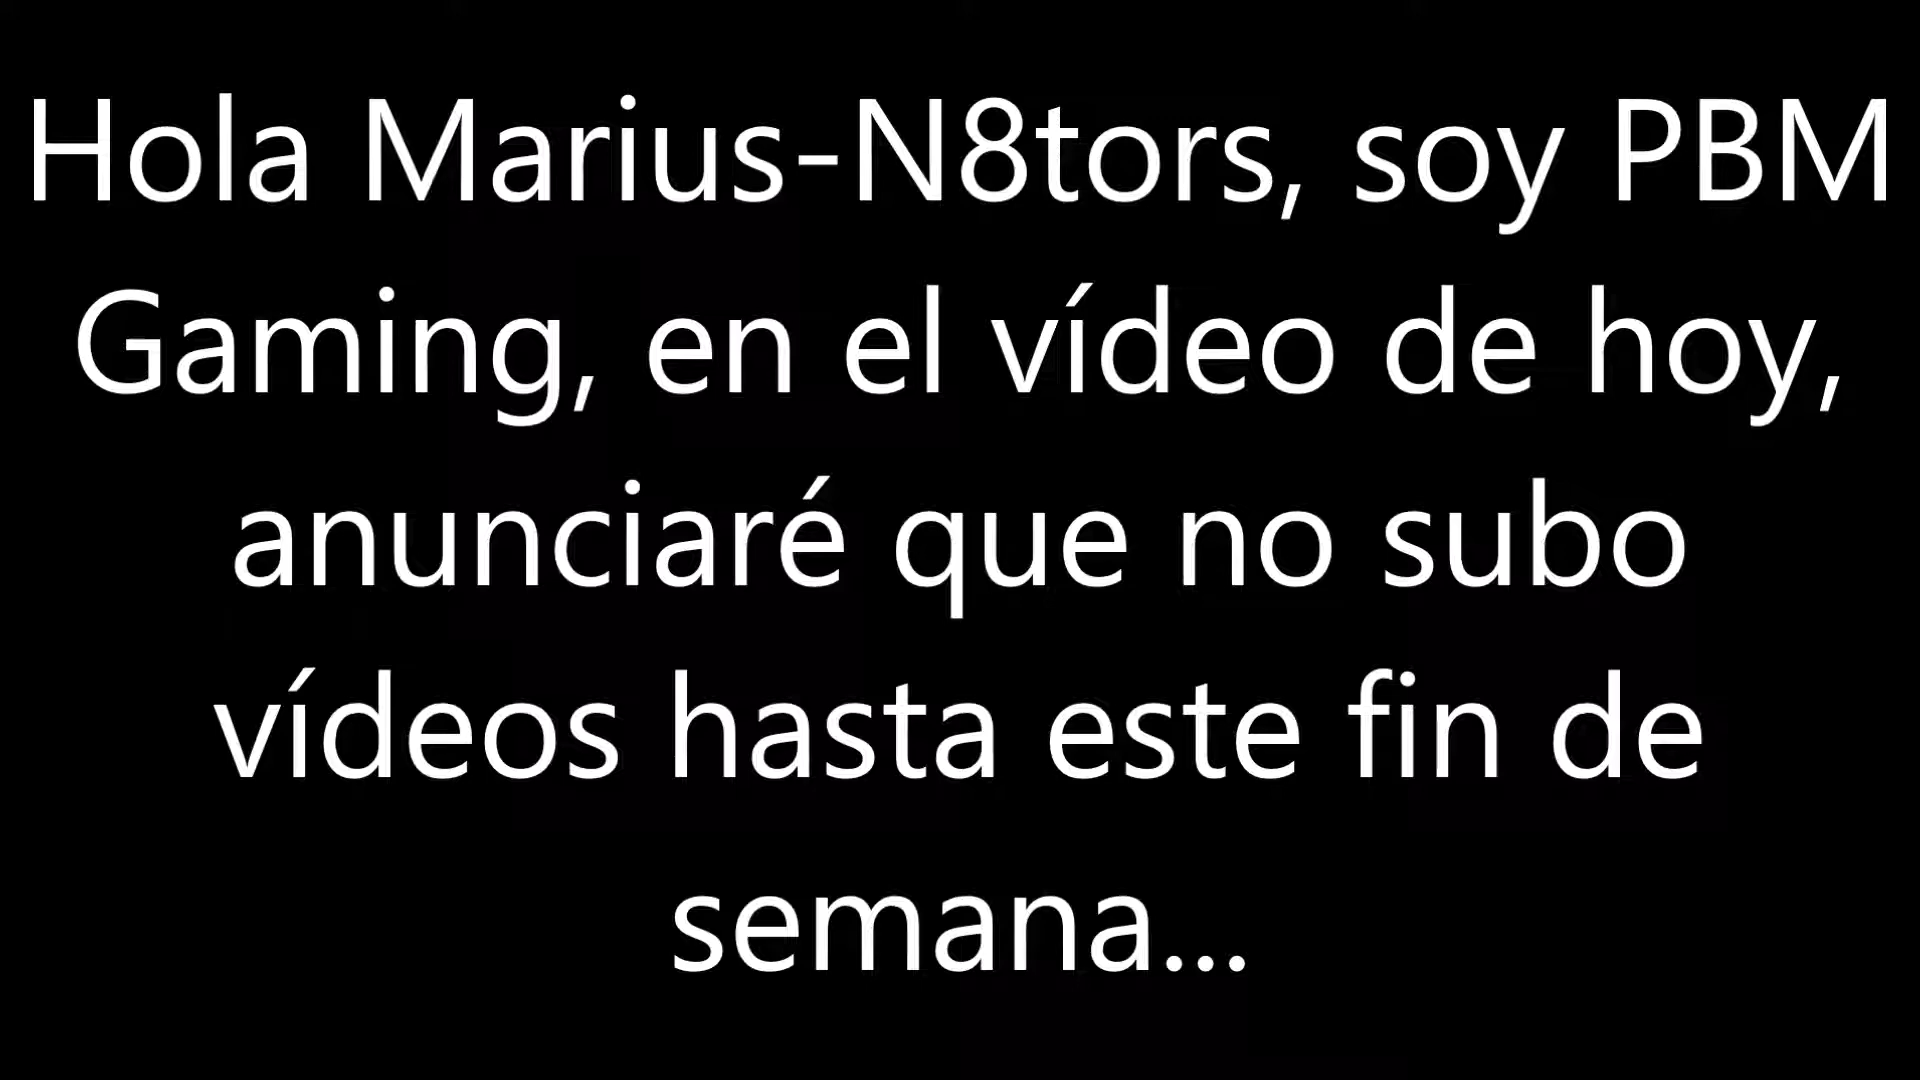 Hola Marius-N8tors, soy PBM
Gaming, en el vídeo de hoy,
anunciaré que no subo
vídeos hasta este fin de
semana...